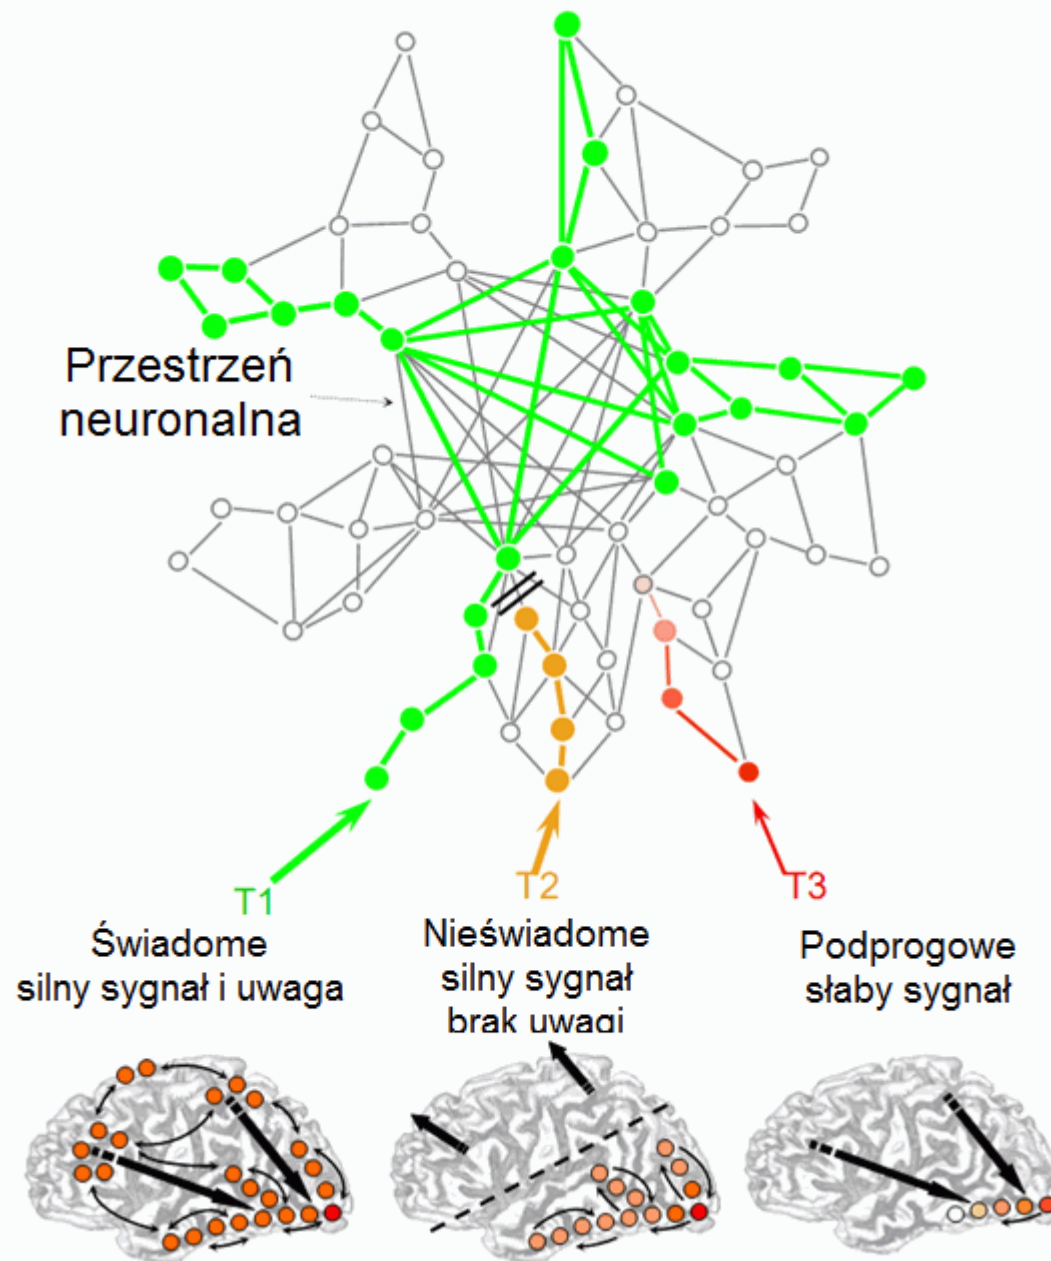 Przestrzeń
neuronalna
T1
T2
T3
Świadome
silny sygnał i uwaga
Nieświadome
silny sygnał
brak uwagi
Podprogowe
słaby sygnał